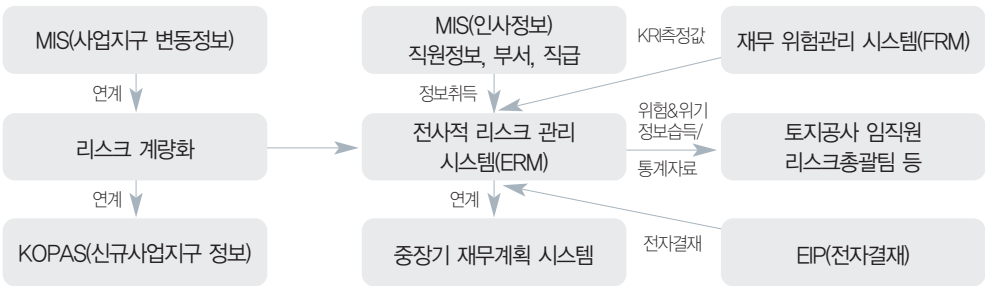 MIS(사업지구 변동정보)
MIS(인사정보)
직원정보, 부서, 직급
KRI측정값
재무 위험관리 시스템(FRM)
연계
정보취득
리스크 계량화
전사적 리스크 관리
시스템(ERM)
위험&위기
정보습득/
통계자료
토지공사 임직원
리스크총괄팀 등
연계
연계
KOPAS(신규사업지구 정보)
중장기 재무계획 시스템
전자결재
EIP(전자결재)